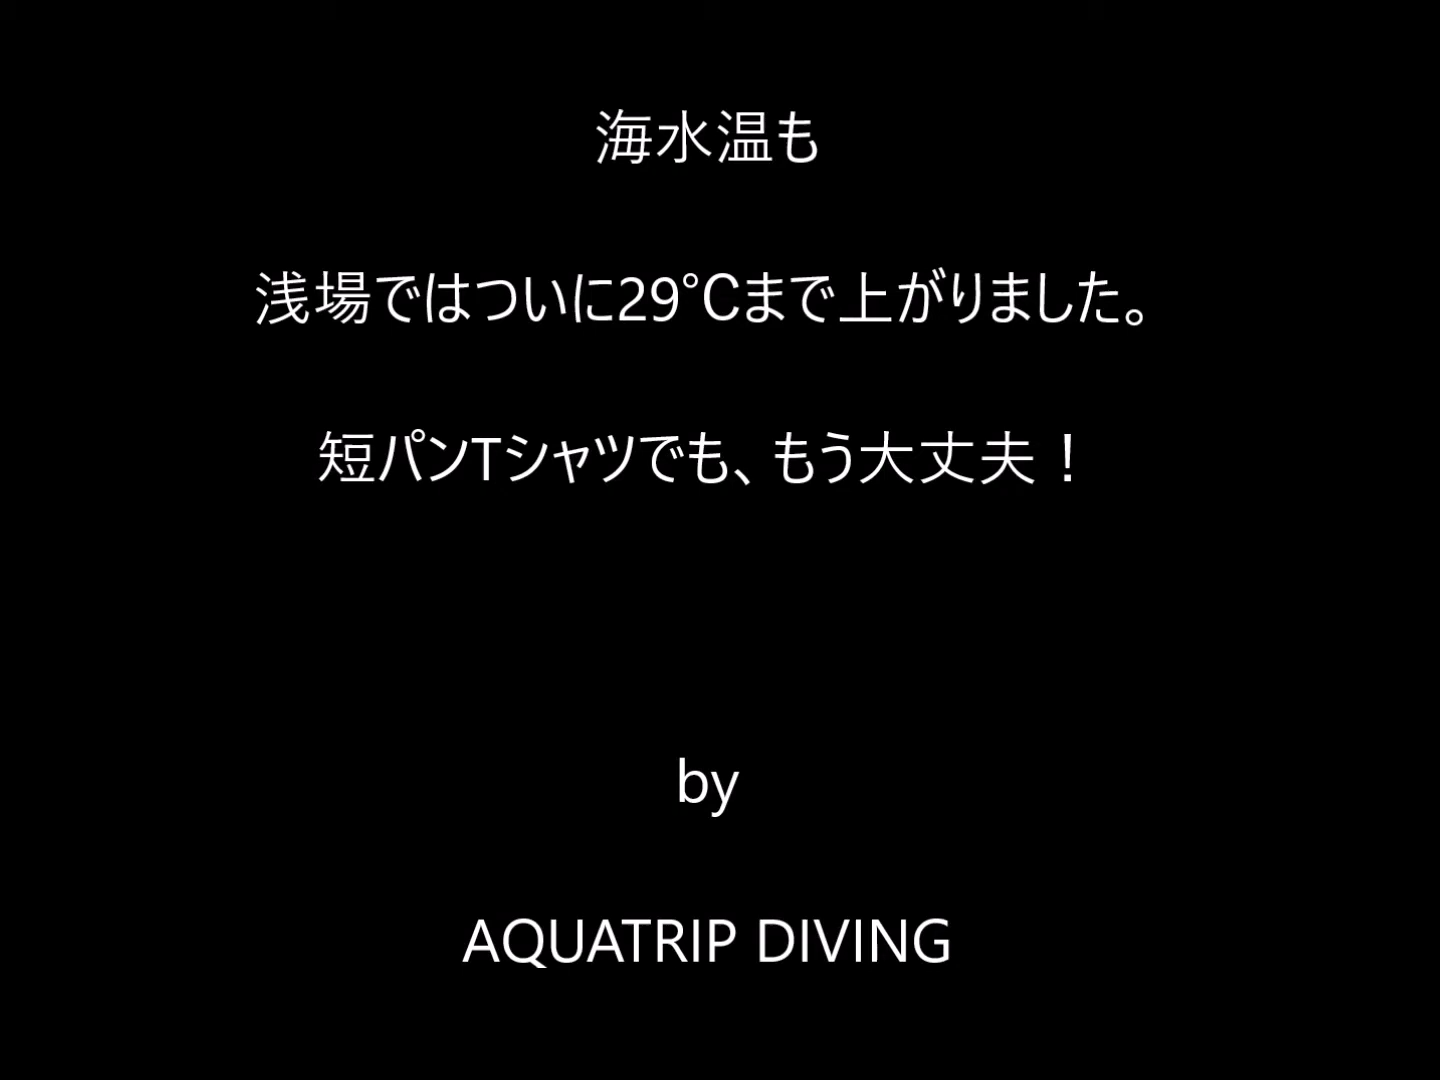 海水温も
浅場ではついに29℃まで上がりました。
短パンTシャツでも、もう大丈夫！
by
AQUATRIP DIVING